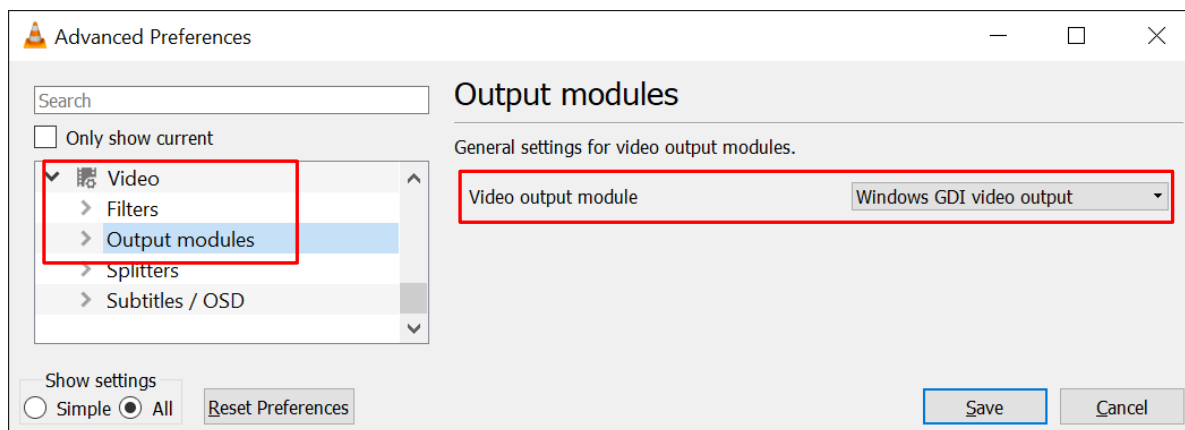 Advanced Preferences
Search
Only show current
Video
Filters
Output modules
Splitters
Subtitles / OSD
Output modules
General settings for video output modules.
Video output module Windows GDI video output
Show settings
Simple All Reset Preferences
Save Cancel